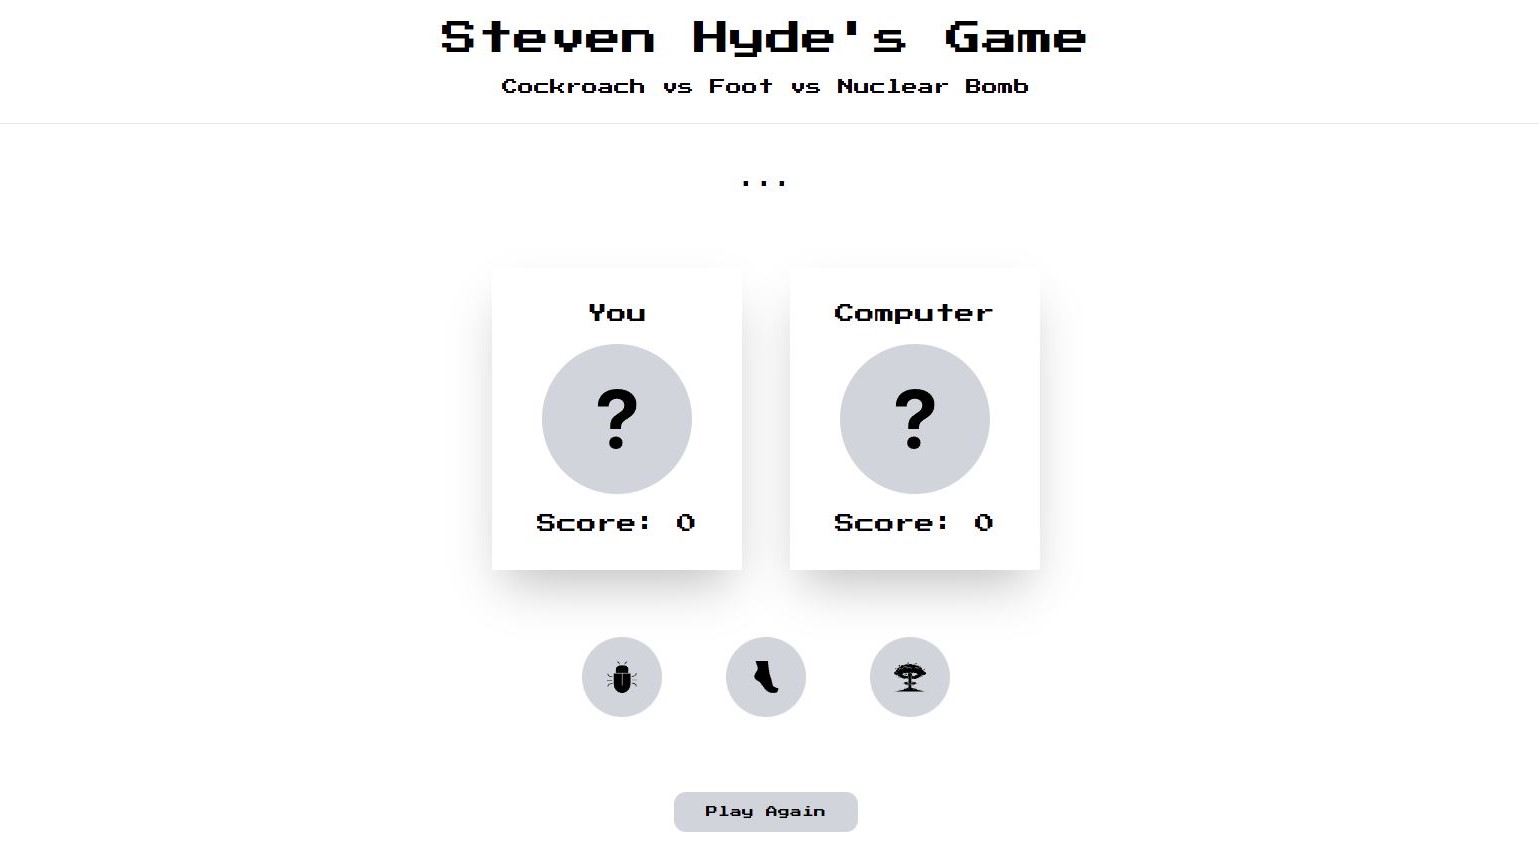 Steven Hyde's Game
Cockroach vs Foot vs Nuclear Bomb
...
You
?
Score: 0
Computer
?
Score: 0
Play Again